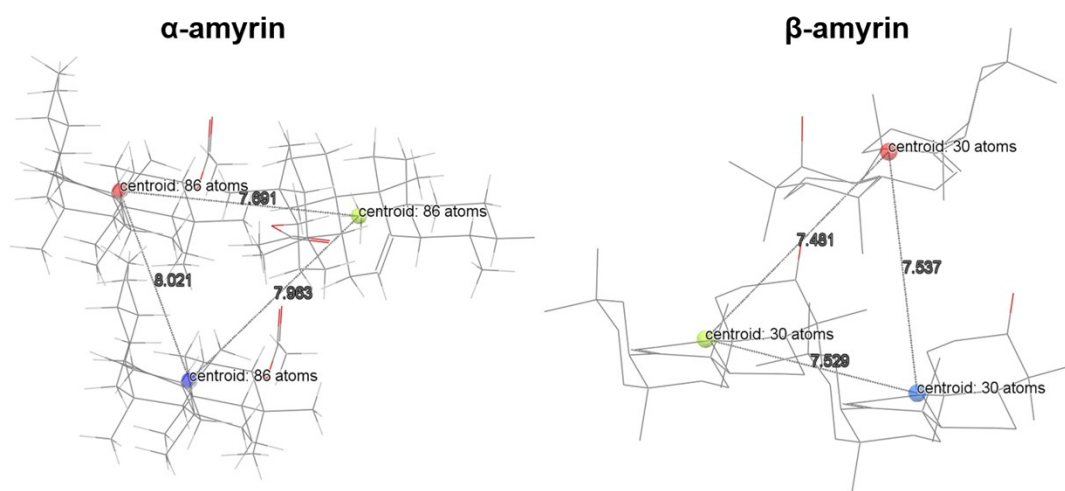 α-amyrin
β-amyrin
centroid: 86 atoms
7.691
centroid: 86 atoms
8.021
7.963
centroid: 86 atoms
centroid: 30 atoms
7.481
7.537
centroid: 30 atoms
7.529
centroid: 30 atoms